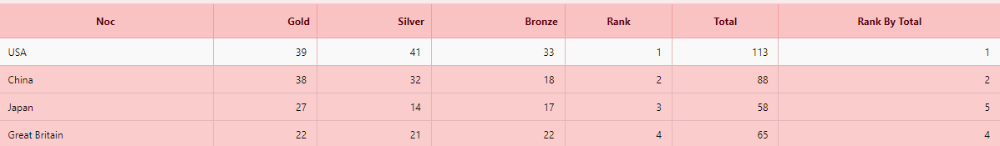 Noc Gold Silver Bronze Rank Total Rank By Total
USA 39 41 33 1 113 1
China 38 32 18 2 88 2
Japan 27 14 17 3 58 5
Great Britain 22 21 22 4 65 4